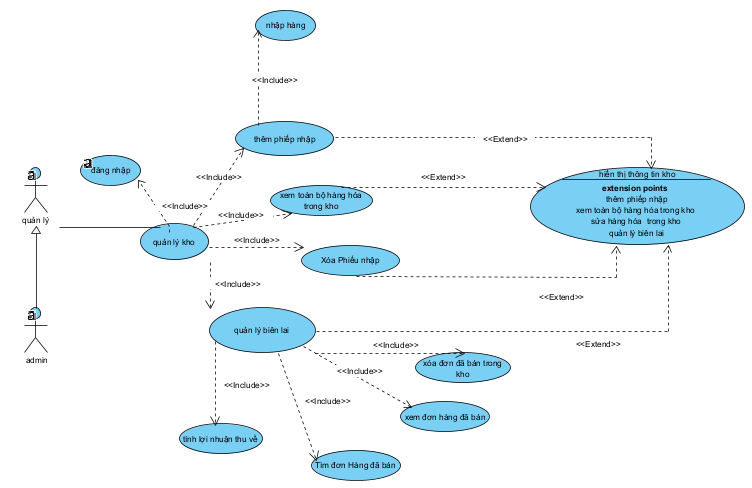 nhập hàng
<<Include>>
thêm phiếp nhập
<<Extend>>
a
đăng nhập
<<Include>>
hiển thị thông tin kho
extension points
thêm phiếp nhập
xem toàn bộ hàng hóa trong kho
sửa hàng hóa trong kho
quản lý biên lai
<<Extend>>
a
quản lý
xem toàn bộ hàng hóa
trong kho
<<Include>>
<<Include>>
quản lý kho
<<Include>>
Xóa Phiếu nhập
<<Include>>
<<Extend>>
a
admin
quản lý biên lai
<<Include>>
<<Extend>>
xóa đơn đã bán trong
kho
<<Include>>
<<Include>>
<<Include>>
xem đơn hàng đã bán
tính lợi nhuận thu về
Tìm đơn Hàng đã bán